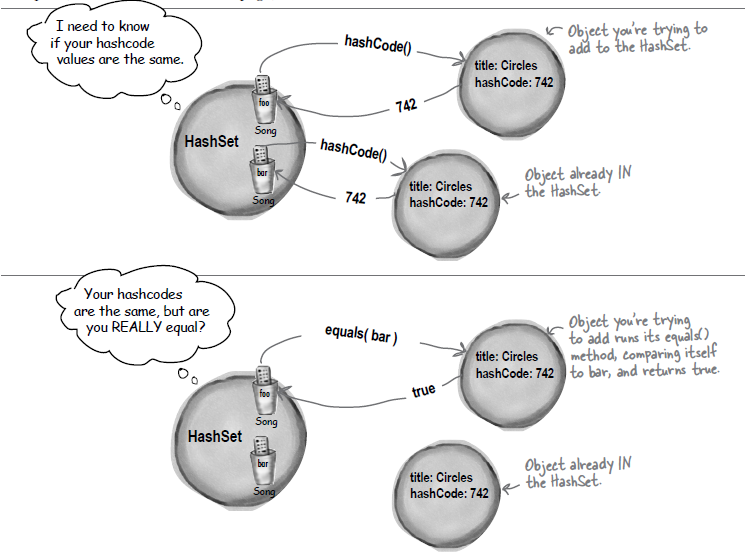 I need to know
if your hashcode
values are the same.
hashCode()
Object you're trying to
add to the HashSet.
title: Circles
hashCode: 742
foo
742
Song
HashSet
hashCode()
bar
Object already IN
the HashSet.
title: Circles
hashCode: 742
742
Song
Your hashcodes
are the same, but are
you REALLY equal?
equals( bar )
Object you're trying
to add runs its equals()
method, comparing itself
to bar, and returns true.
title: Circles
hashCode: 742
foo
true
Song
HashSet
bar
Song
Object already IN
the HashSet.
title: Circles
hashCode: 742